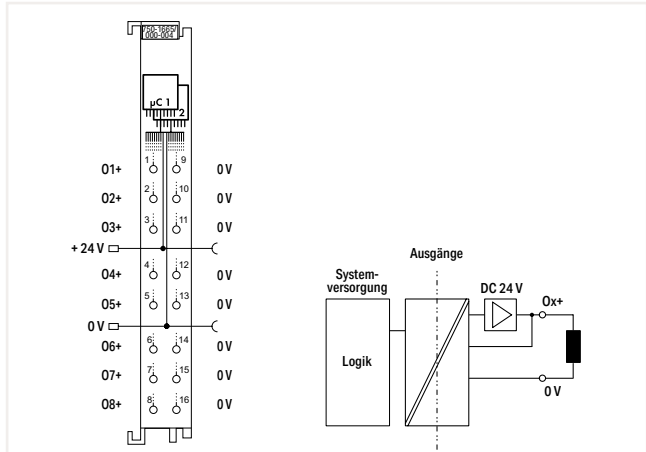 750-1665/
000-004
µC 1
2
O1+ 1 9 0 V
O2+ 2 10 0 V
O3+ 3 11 0 V
+ 24 V
O4+ 4 12 0 V
O5+ 5 13 0 V
0 V
O6+ 6 14 0 V
O7+ 7 15 0 V
O8+ 8 16 0 V
Ausgänge
System-
versorgung
DC 24 V
Ox+
Logik
0 V